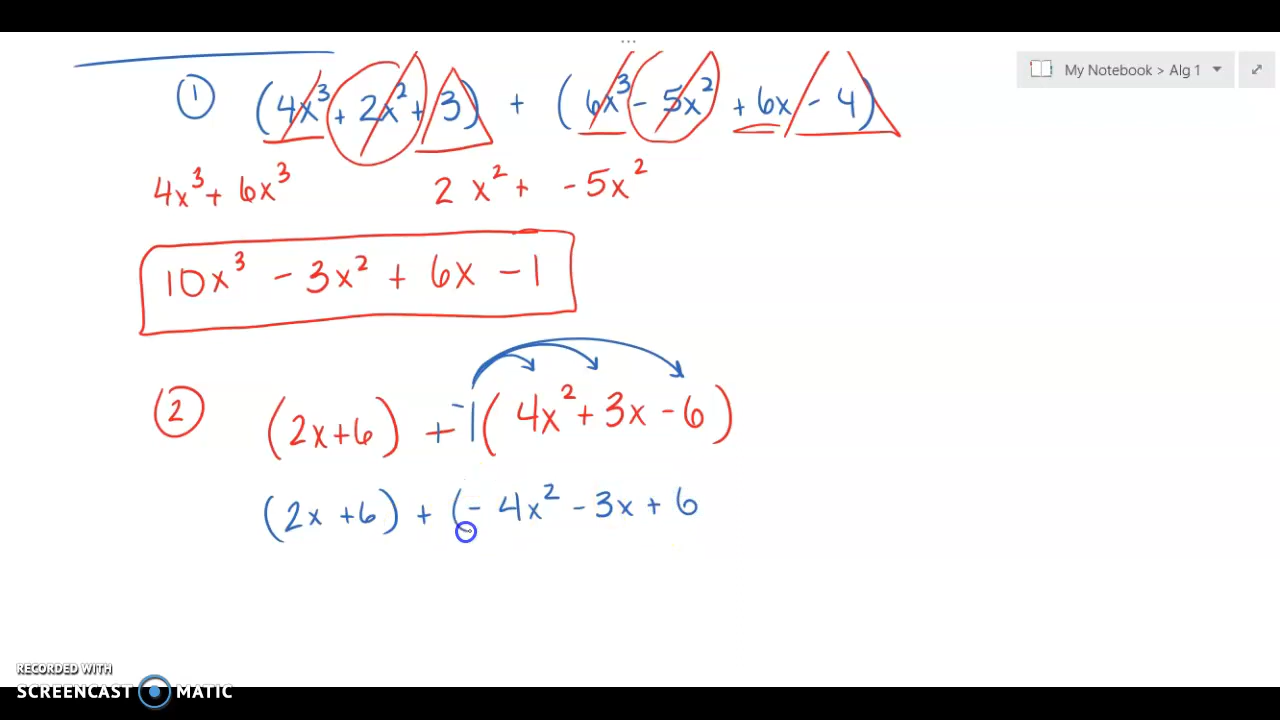 My Notebook > Alg 1
① (4x³ + 2x² + 3) + (6x³ - 5x² + 6x - 4)
4x³ + 6x³ 2x² + -5x²
10x³ - 3x² + 6x - 1
② (2x+6) + -1(4x² + 3x - 6)
(2x + 6) + (- 4x² - 3x + 6
RECORDED WITH
SCREENCAST MATIC